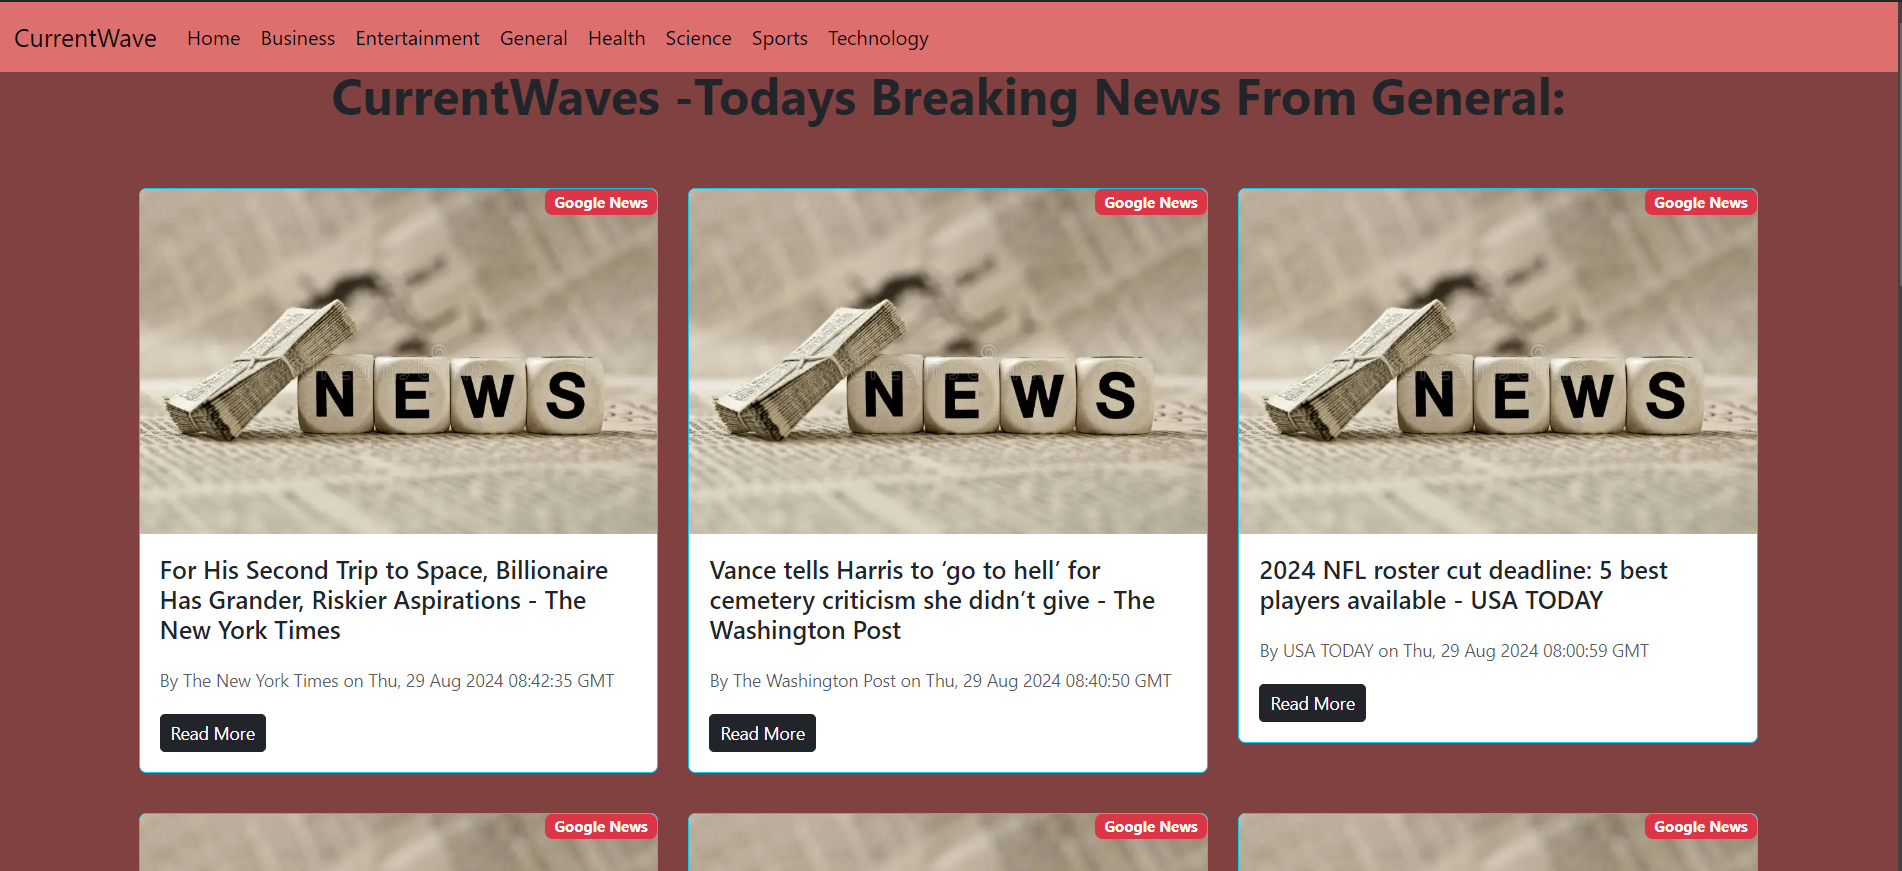 CurrentWave Home Business Entertainment General Health Science Sports Technology
CurrentWaves -Todays Breaking News From General:
Google News
NEWS
For His Second Trip to Space, Billionaire
Has Grander, Riskier Aspirations - The
New York Times
By The New York Times on Thu, 29 Aug 2024 08:42:35 GMT
Read More
Google News
NEWS
Vance tells Harris to ‘go to hell’ for
cemetery criticism she didn’t give - The
Washington Post
By The Washington Post on Thu, 29 Aug 2024 08:40:50 GMT
Read More
Google News
NEWS
2024 NFL roster cut deadline: 5 best
players available - USA TODAY
By USA TODAY on Thu, 29 Aug 2024 08:00:59 GMT
Read More
Google News
Google News
Google News